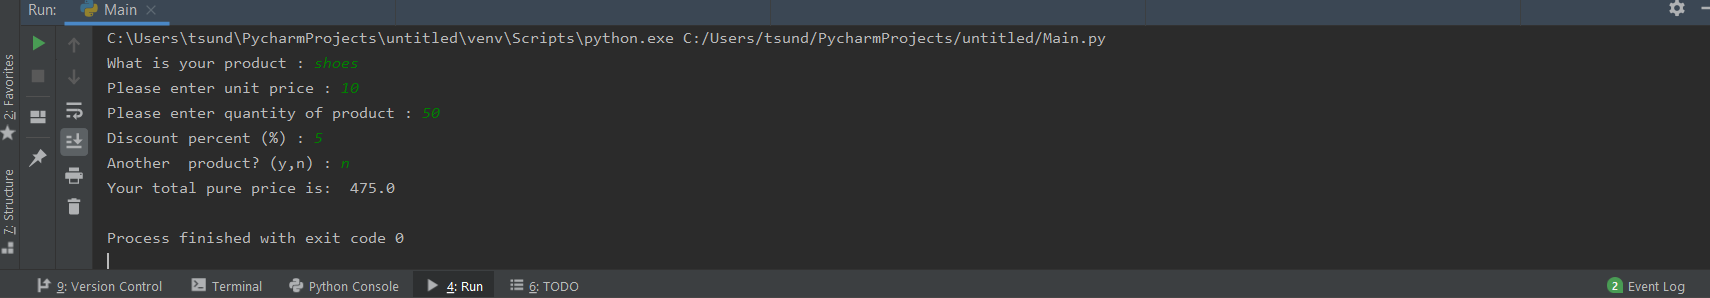 Run: Main
C:\Users\tsund\PycharmProjects\untitled\venv\Scripts\python.exe C:/Users/tsund/PycharmProjects/untitled/Main.py
What is your product : shoes
Please enter unit price : 10
Please enter quantity of product : 50
Discount percent (%) : 5
Another  product? (y,n) : n
Your total pure price is:  475.0
Process finished with exit code 0
2: Favorites
7: Structure
9: Version Control Terminal Python Console 4: Run 6: TODO 2 Event Log